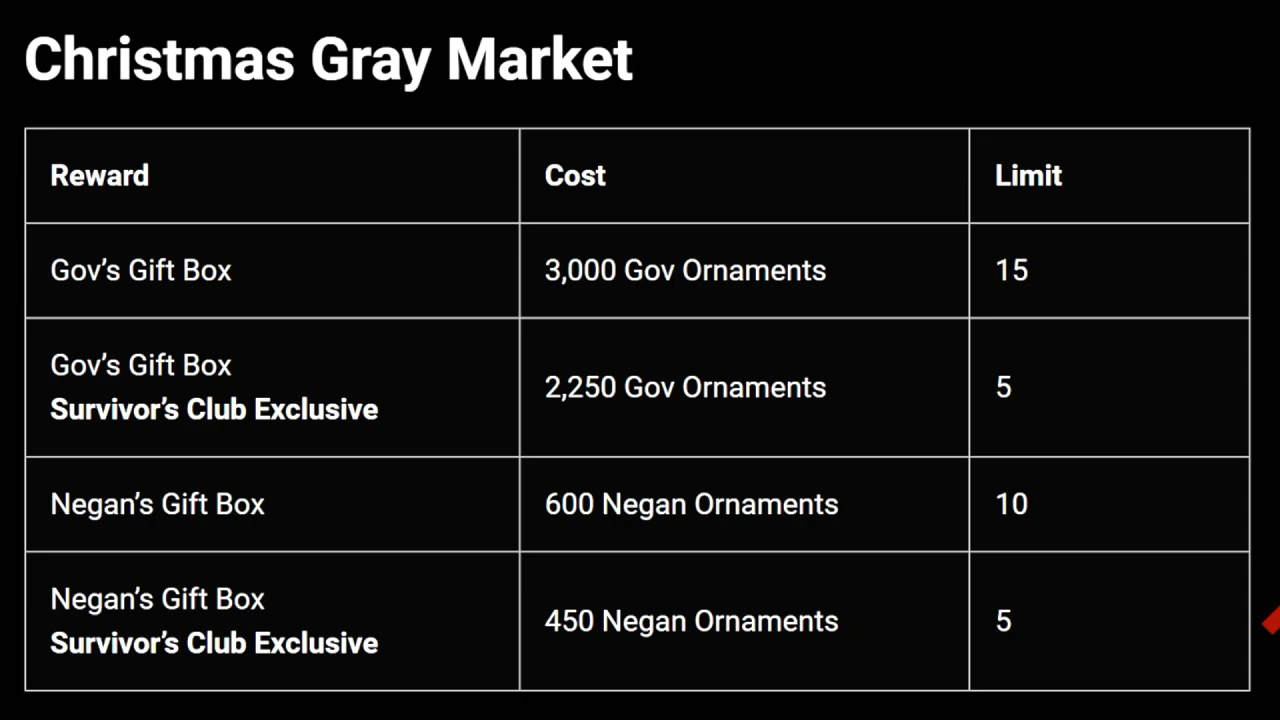 Christmas Gray Market
Reward Cost Limit
Gov’s Gift Box 3,000 Gov Ornaments 15
Gov’s Gift Box
Survivor’s Club Exclusive 2,250 Gov Ornaments 5
Negan’s Gift Box 600 Negan Ornaments 10
Negan’s Gift Box
Survivor’s Club Exclusive 450 Negan Ornaments 5